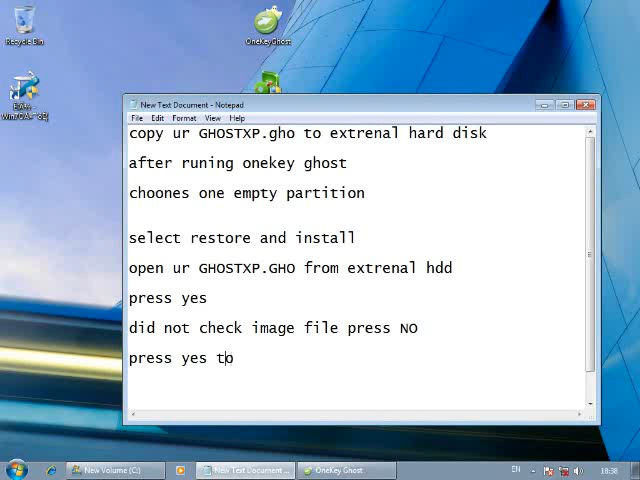 Recycle Bin
OneKeyGhost
New Text Document - Notepad
File Edit Format View Help
copy ur GHOSTXP.gho to extrenal hard disk
after runing onekey ghost
choones one empty partition
select restore and install
open ur GHOSTXP.GHO from extrenal hdd
press yes
did not check image file press NO
press yes to
New Volume (C:)
New Text Document ...
OneKey Ghost
EN
18:38